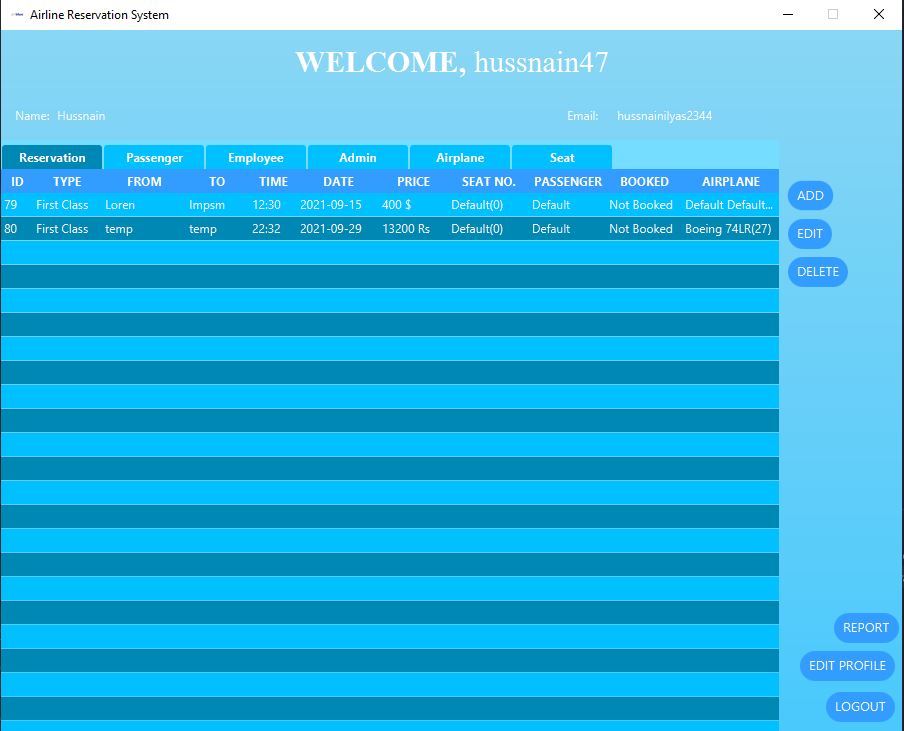 Airline Reservation System
WELCOME, hussnain47
Name: Hussnain Email: hussnainilyas2344
Reservation Passenger Employee Admin Airplane Seat
ID TYPE FROM TO TIME DATE PRICE SEAT NO. PASSENGER BOOKED AIRPLANE
79 First Class Loren Impsm 12:30 2021-09-15 400 $ Default(0) Default Not Booked Default Default...
80 First Class temp temp 22:32 2021-09-29 13200 Rs Default(0) Default Not Booked Boeing 74LR(27)
ADD
EDIT
DELETE
REPORT
EDIT PROFILE
LOGOUT